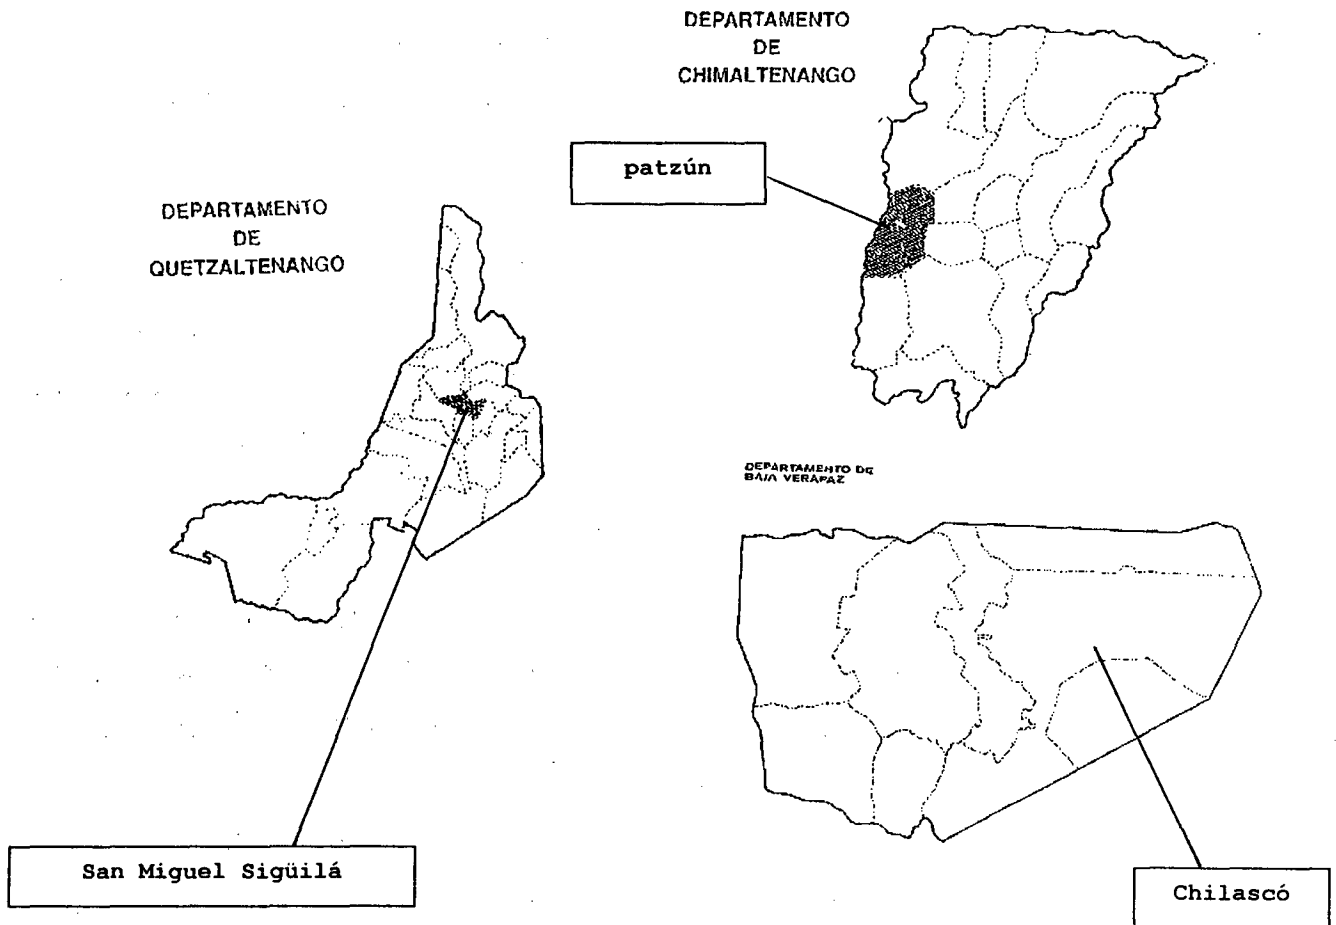 DEPARTAMENTO
DE
CHIMALTENANGO
patzún
DEPARTAMENTO
DE
QUETZALTENANGO
DEPARTAMENTO DE
BAJA VERAPAZ
San Miguel Sigüilá
Chilascó